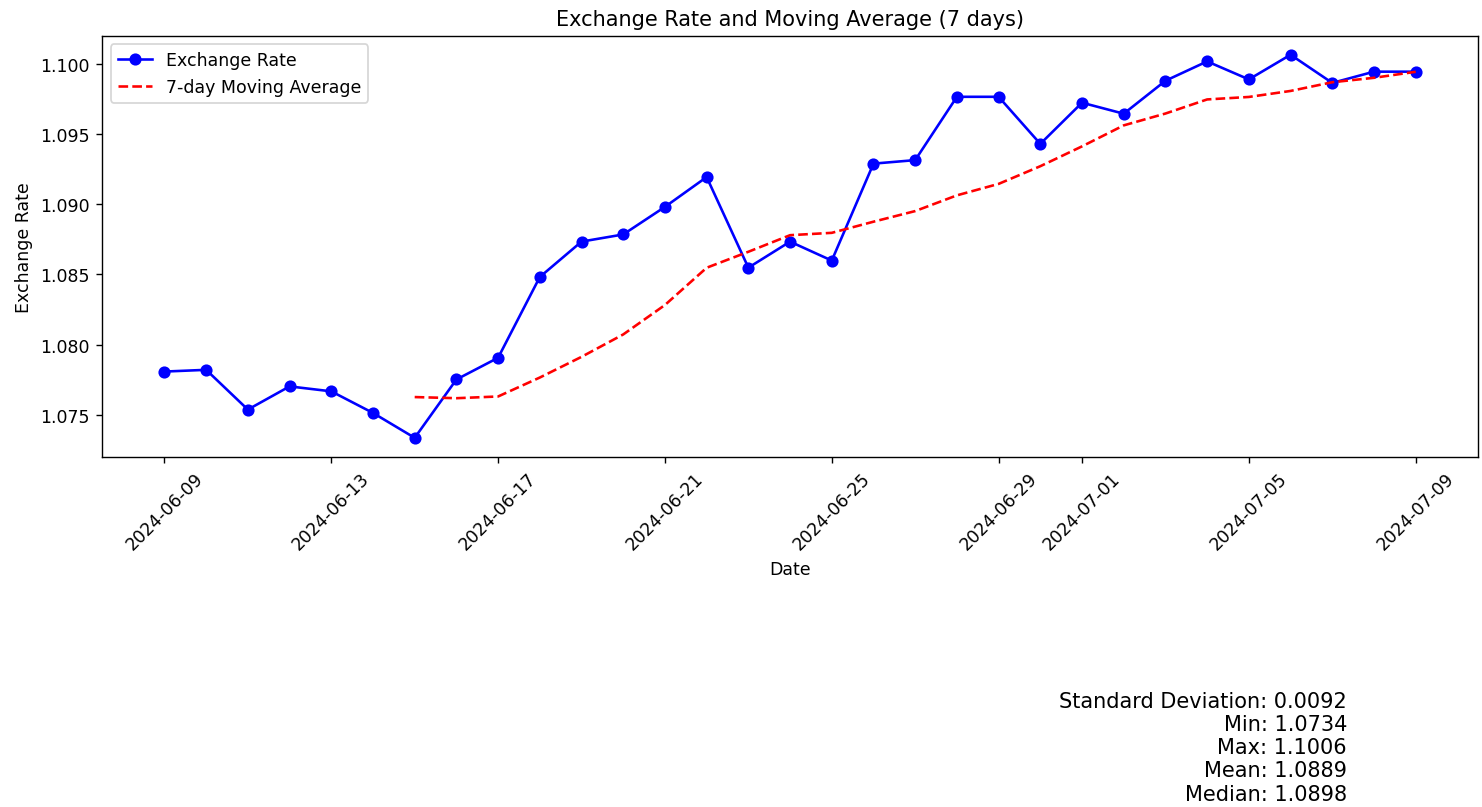 Exchange Rate and Moving Average (7 days)
Exchange Rate
7-day Moving Average
1.100
1.095
1.090
1.085
1.080
1.075
Exchange Rate
2024-06-09
2024-06-13
2024-06-17
2024-06-21
2024-06-25
2024-06-29
2024-07-01
2024-07-05
2024-07-09
Date
Standard Deviation: 0.0092
Min: 1.0734
Max: 1.1006
Mean: 1.0889
Median: 1.0898